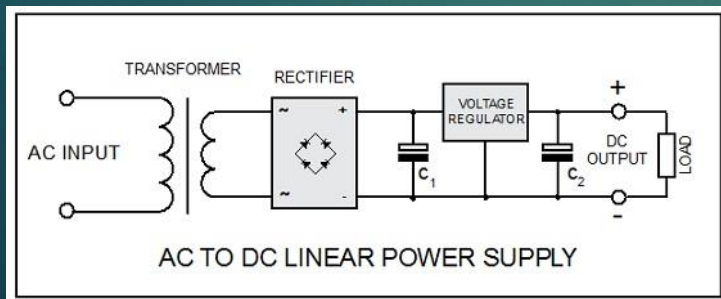 TRANSFORMER
RECTIFIER
AC INPUT
~
+
~
-
C1
VOLTAGE
REGULATOR
C2
+
DC
OUTPUT
-
LOAD
AC TO DC LINEAR POWER SUPPLY